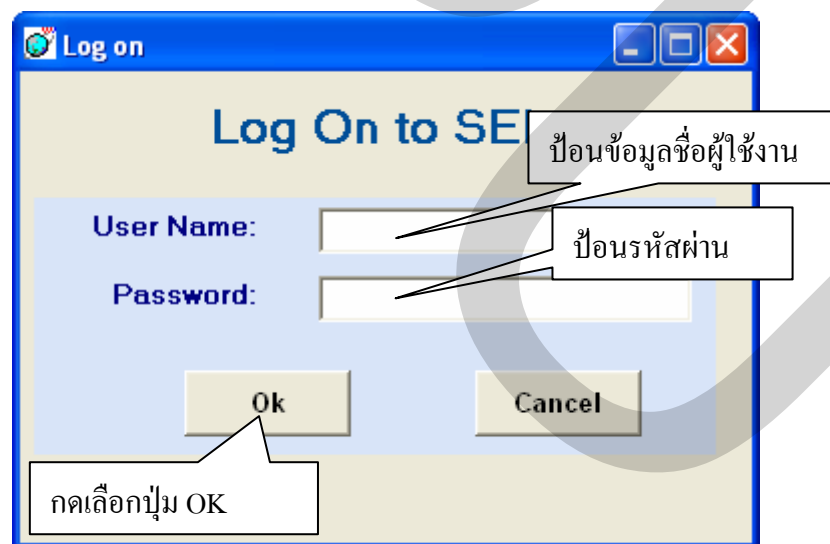 Log on
Log On to
ป้อนข้อมูลชื่อผู้ใช้งาน
User Name:
ป้อนรหัสผ่าน
Password:
Ok
Cancel
กดเลือกปุ่ม OK